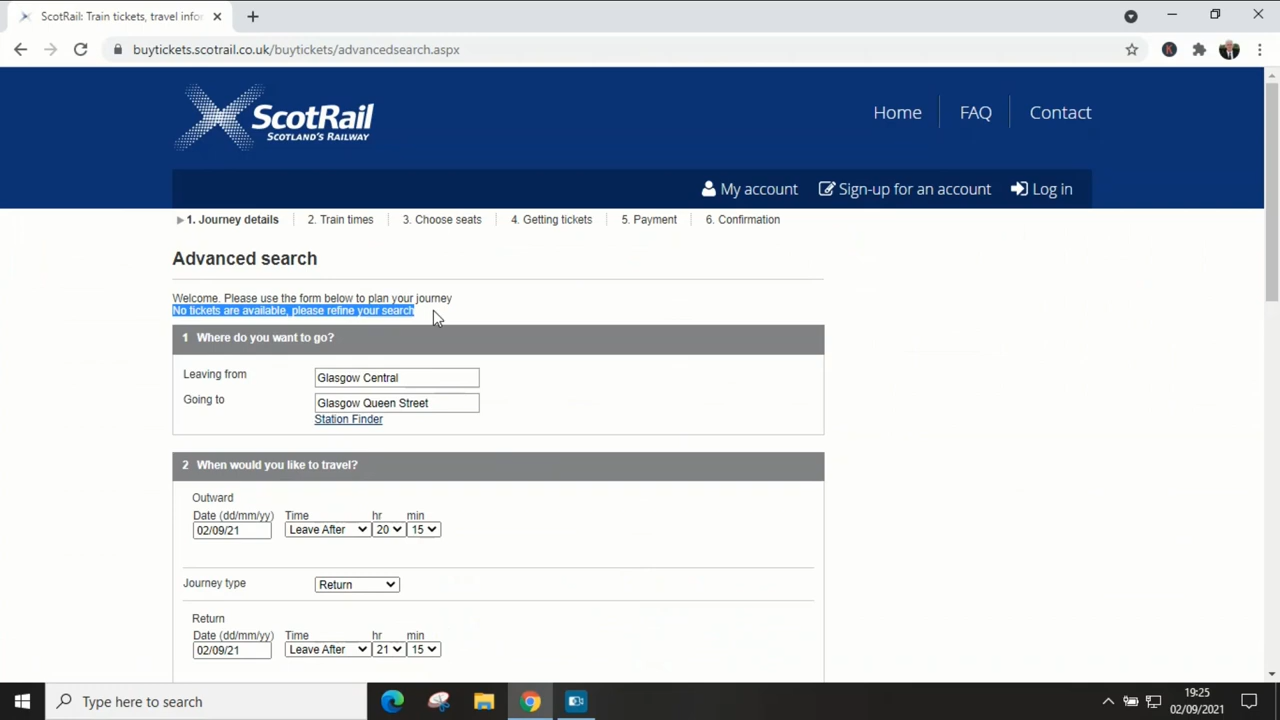 ScotRail: Train tickets, travel infor
buytickets.scotrail.co.uk/buytickets/advancedsearch.aspx
K
ScotRail
SCOTLAND'S RAILWAY
Home FAQ Contact
My account Sign-up for an account Log in
1. Journey details 2. Train times 3. Choose seats 4. Getting tickets 5. Payment 6. Confirmation
Advanced search
Welcome. Please use the form below to plan your journey
No tickets are available, please refine your search
1 Where do you want to go?
Leaving from Glasgow Central
Going to Glasgow Queen Street
Station Finder
2 When would you like to travel?
Outward
Date (dd/mm/yy) Time hr min
02/09/21 Leave After 20 15
Journey type Return
Return
Date (dd/mm/yy) Time hr min
02/09/21 Leave After 21 15
Type here to search
19:25
02/09/2021